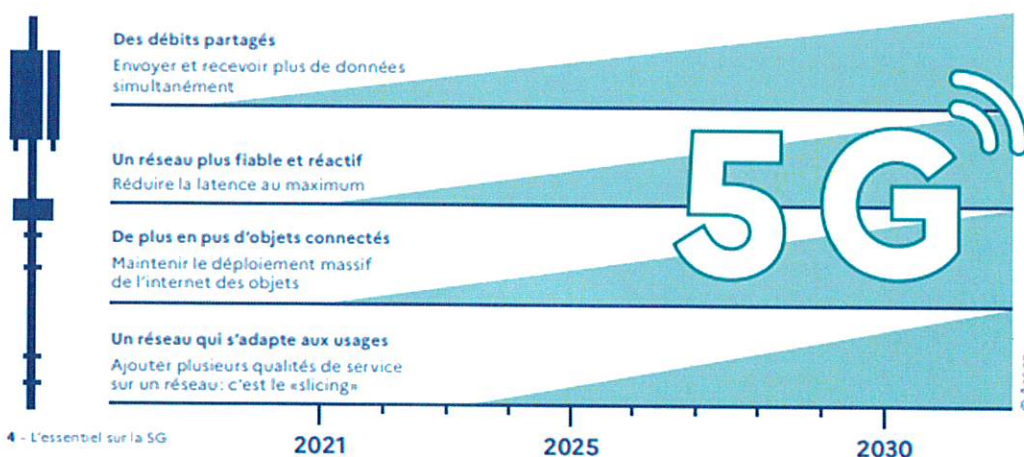 Des débits partagés
Envoyer et recevoir plus de données
simultanément
Un réseau plus fiable et réactif
Réduire la latence au maximum
De plus en pus d'objets connectés
Maintenir le déploiement massif
de l'internet des objets
Un réseau qui s'adapte aux usages
Ajouter plusieurs qualités de service
sur un réseau: c'est le «slicing»
5G
4 - L'essentiel sur la 5G
2021
2025
2030